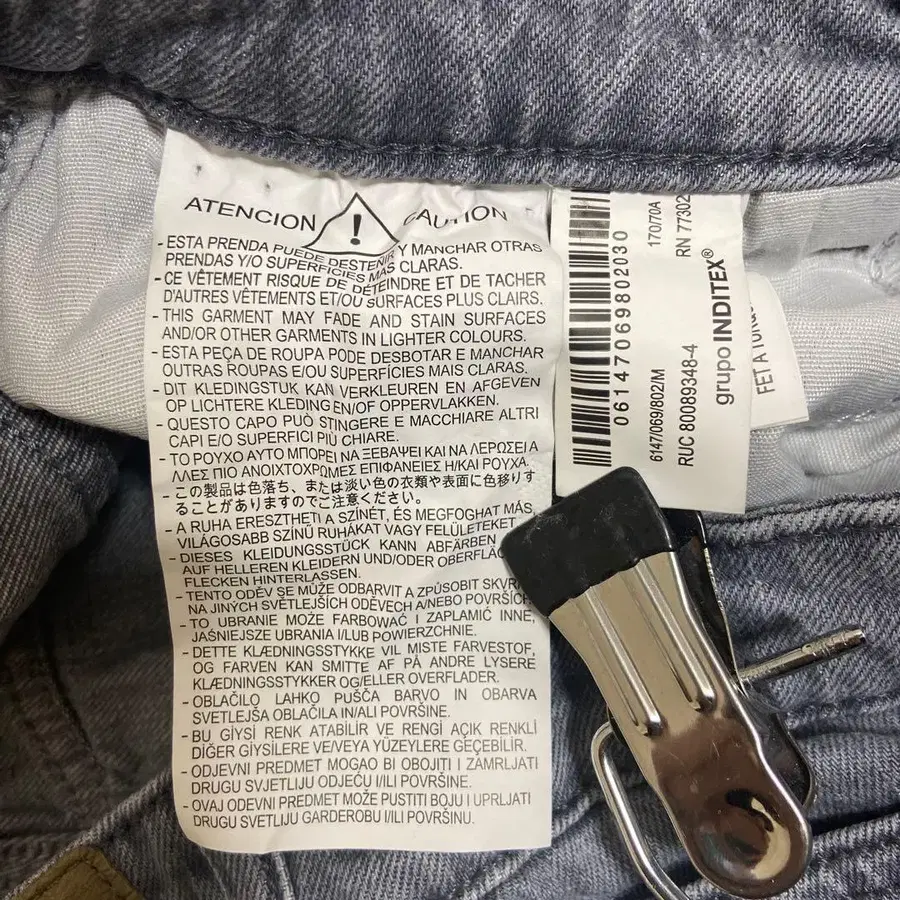 ATENCION ! CAUTION
- ESTA PRENDA PUEDE DESTEÑIR Y MANCHAR OTRAS
PRENDAS Y/O SUPERFICIES MAS CLARAS.
- CE VÊTEMENT RISQUE DE DETEINDRE ET DE TACHER
D'AUTRES VÊTEMENTS ET/OU SURFACES PLUS CLAIRS.
- THIS GARMENT MAY FADE AND STAIN SURFACES
AND/OR OTHER GARMENTS IN LIGHTER COLOURS.
- ESTA PEÇA DE ROUPA PODE DESBOTAR E MANCHAR
OUTRAS ROUPAS E/OU SUPERFÍCIES MAIS CLARAS.
- DIT KLEDINGSTUK KAN VERKLEUREN EN AFGEVEN
OP LICHTERE KLEDING EN/OF OPPERVLAKKEN.
- QUESTO CAPO PUÒ STINGERE E MACCHIARE ALTRI
CAPI E/O SUPERFICI PIÙ CHIARE.
- ΤΟ ΡΟΥΧΟ ΑΥΤΟ ΜΠΟΡΕΙ ΝΑ ΞΕΒΑΨΕΙ ΚΑΙ ΝΑ ΛΕΡΩΣΕΙ Α
ΛΛΕΣ ΠΙΟ ΑΝΟΙΧΤΟΧΡΩΜΕΣ ΕΠΙΦΑΝΕΙΕΣ Η/ΚΑΙ ΡΟΥΧΑ.
- この製品は色落ち、または淡い色の衣類や表面に色移りす
ることがありますのでご注意ください。
- A RUHA ERESZTHETI A SZÍNÉT, ÉS MEGFOGHAT MÁS,
VILÁGOSABB SZÍNŰ RUHÁKAT VAGY FELÜLETEKET.
- DIESES KLEIDUNGSSTÜCK KANN ABFÄRBEN
AUF HELLEREN KLEIDERN UND/ODER OBERFLÄC
FLECKEN HINTERLASSEN.
- TENTO ODĚV SE MŮŽE ODBARVIT A ZPŮSOBIT SKVR
NA JINÝCH SVĚTLEJŠÍCH ODĚVECH A/NEBO POVRŠÍCH
- TO UBRANIE MOŻE FARBOWAĆ I ZAPLAMIĆ INNE,
JAŚNIEJSZE UBRANIA I/LUB POWIERZCHNIE.
- DETTE KLÆDNINGSSTYKKE VIL MISTE FARVESTOF,
OG FARVEN KAN SMITTE AF PÅ ANDRE LYSERE
KLÆDNINGSSTYKKER OG/ELLER OVERFLADER.
- OBLAČILO LAHKO PUŠČA BARVO IN OBARVA
SVETLEJŠA OBLAČILA IN/ALI POVRŠINE.
- BU GİYSİ RENK ATABİLİR VE RENGİ AÇIK RENKLİ
DİĞER GİYSİLERE VE/VEYA YÜZEYLERE GEÇEBİLİR.
- ODJEVNI PREDMET MOGAO BI OBOJITI I ZAMRLJATI
DRUGU SVJETLIJU ODJEĆU I/ILI POVRŠINE.
- OVAJ ODEVNI PREDMET MOŽE PUSTITI BOJU I UPRLJATI
DRUGU SVETLIJU GARDEROBU I/ILI POVRŠINE.
06147069802030
6147/069/802/M
170/70A
RUC 80089348-4
RN 77302
grupo INDITEX®
FET A